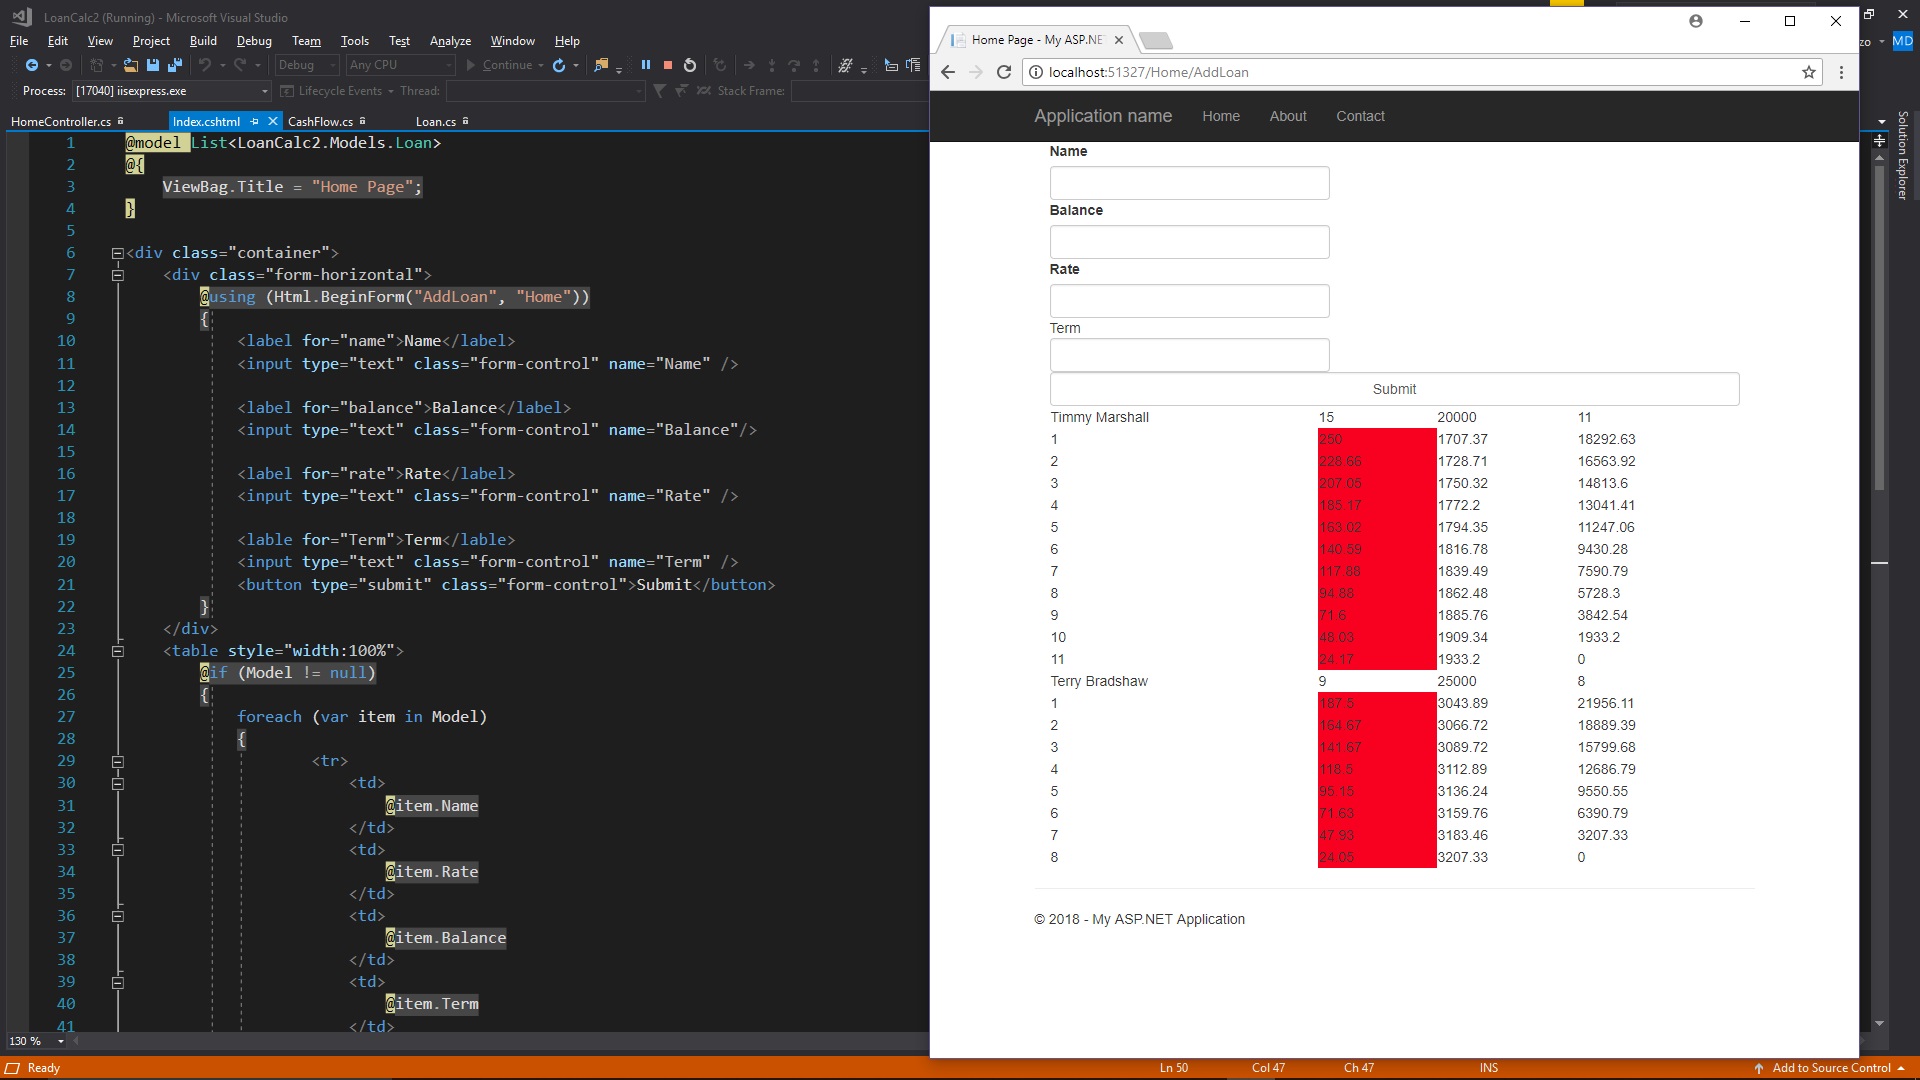 LoanCalc2 (Running) - Microsoft Visual Studio
File Edit View Project Build Debug Team Tools Test Analyze Window Help
Debug Any CPU Continue
Process: [17040] iisexpress.exe Lifecycle Events Thread: Stack Frame:
HomeController.cs Index.cshtml CashFlow.cs Loan.cs
1 @model List<LoanCalc2.Models.Loan>
2 @{
3 ViewBag.Title = "Home Page";
4 }
5
6 <div class="container">
7 <div class="form-horizontal">
8 @using (Html.BeginForm("AddLoan", "Home"))
9 {
10 <label for="name">Name</label>
11 <input type="text" class="form-control" name="Name" />
12
13 <label for="balance">Balance</label>
14 <input type="text" class="form-control" name="Balance"/>
15
16 <label for="rate">Rate</label>
17 <input type="text" class="form-control" name="Rate" />
18
19 <lable for="Term">Term</lable>
20 <input type="text" class="form-control" name="Term" />
21 <button type="submit" class="form-control">Submit</button>
22 }
23 </div>
24 <table style="width:100%">
25 @if (Model != null)
26 {
27 foreach (var item in Model)
28 {
29 <tr>
30 <td>
31 @item.Name
32 </td>
33 <td>
34 @item.Rate
35 </td>
36 <td>
37 @item.Balance
38 </td>
39 <td>
40 @item.Term
41 </td>
130 %
Ready Ln 50 Col 47 Ch 47 INS Add to Source Control
Home Page - My ASP.NE
localhost:51327/Home/AddLoan
Application name Home About Contact
Name
Balance
Rate
Term
Submit
Timmy Marshall 15 20000 11
1 250 1707.37 18292.63
2 228.66 1728.71 16563.92
3 207.05 1750.32 14813.6
4 185.17 1772.2 13041.41
5 163.02 1794.35 11247.06
6 140.59 1816.78 9430.28
7 117.88 1839.49 7590.79
8 94.88 1862.48 5728.3
9 71.6 1885.76 3842.54
10 48.03 1909.34 1933.2
11 24.17 1933.2 0
Terry Bradshaw 9 25000 8
1 187.5 3043.89 21956.11
2 164.67 3066.72 18889.39
3 141.67 3089.72 15799.68
4 118.5 3112.89 12686.79
5 95.15 3136.24 9550.55
6 71.63 3159.76 6390.79
7 47.93 3183.46 3207.33
8 24.05 3207.33 0
© 2018 - My ASP.NET Application
zo MD
Solution Explorer